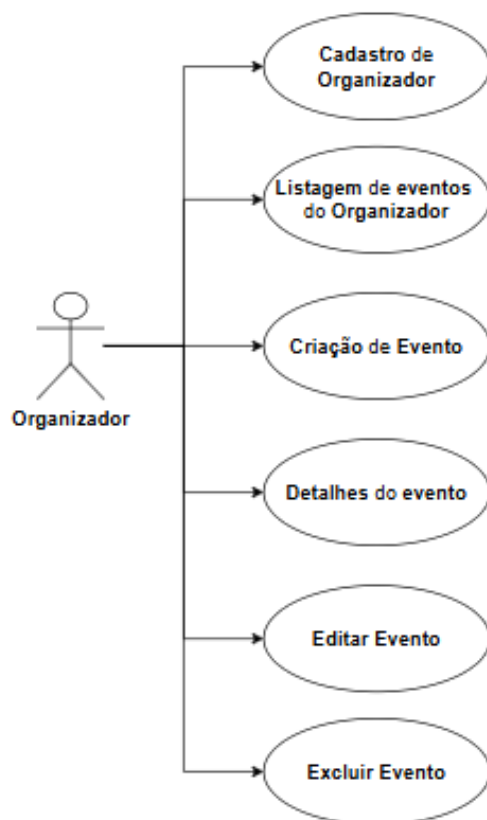 Cadastro de
Organizador
Listagem de eventos
do Organizador
Criação de Evento
Organizador
Detalhes do evento
Editar Evento
Excluir Evento